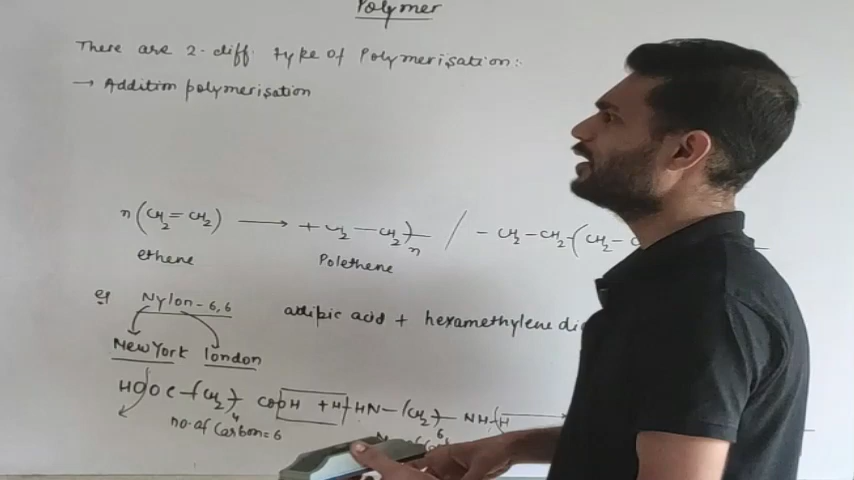 Polymer
There are 2-diff. type of Polymerisation:-
→ Addition polymerisation
n(CH2=CH2) → +CH2—CH2)n / -CH2-CH2-(CH2-C
ethene Polethene
eg Nylon-6,6 adipic acid + hexamethylene di
New York london
HOOC-(CH2)4 COOH + H-HN-(CH2)6-NH-H
no.of Carbon=6